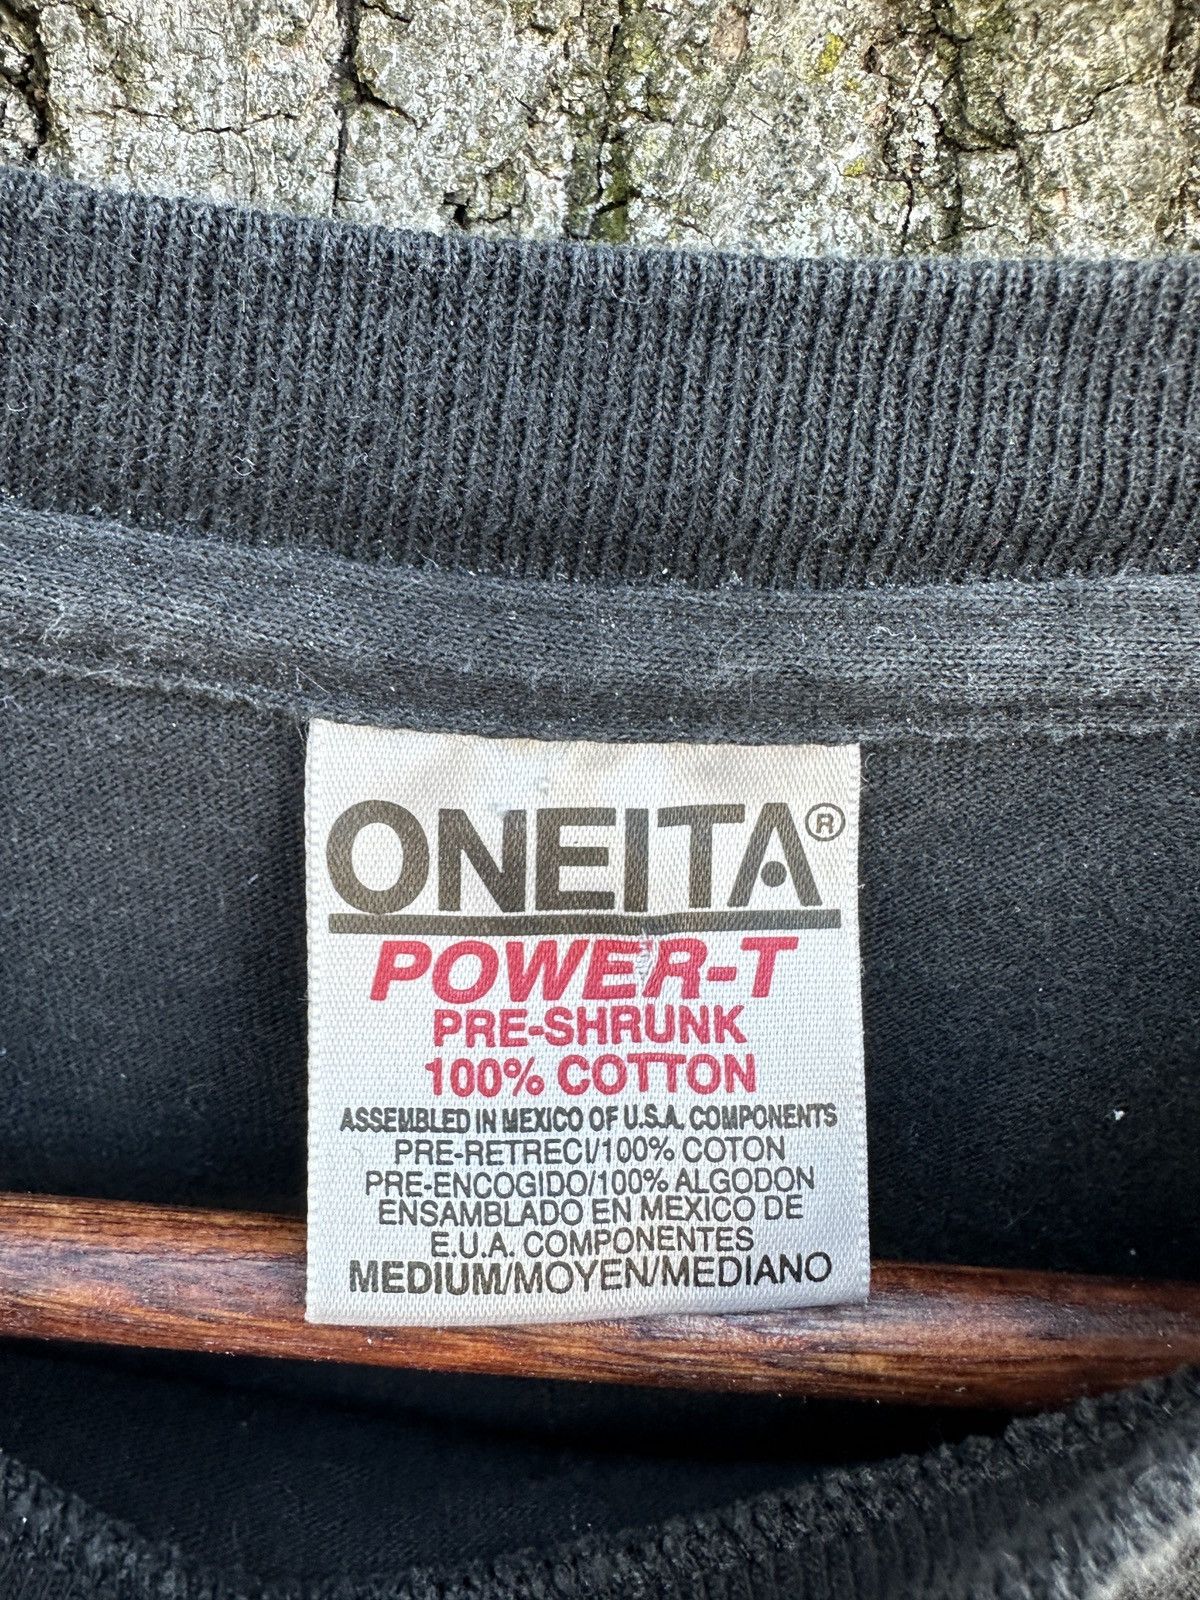 ONEITA®
POWER-T
PRE-SHRUNK
100% COTTON
ASSEMBLED IN MEXICO OF U.S.A. COMPONENTS
PRE-RETRECI/100% COTON
PRE-ENCOGIDO/100% ALGODON
ENSAMBLADO EN MEXICO DE
E.U.A. COMPONENTES
MEDIUM/MOYEN/MEDIANO